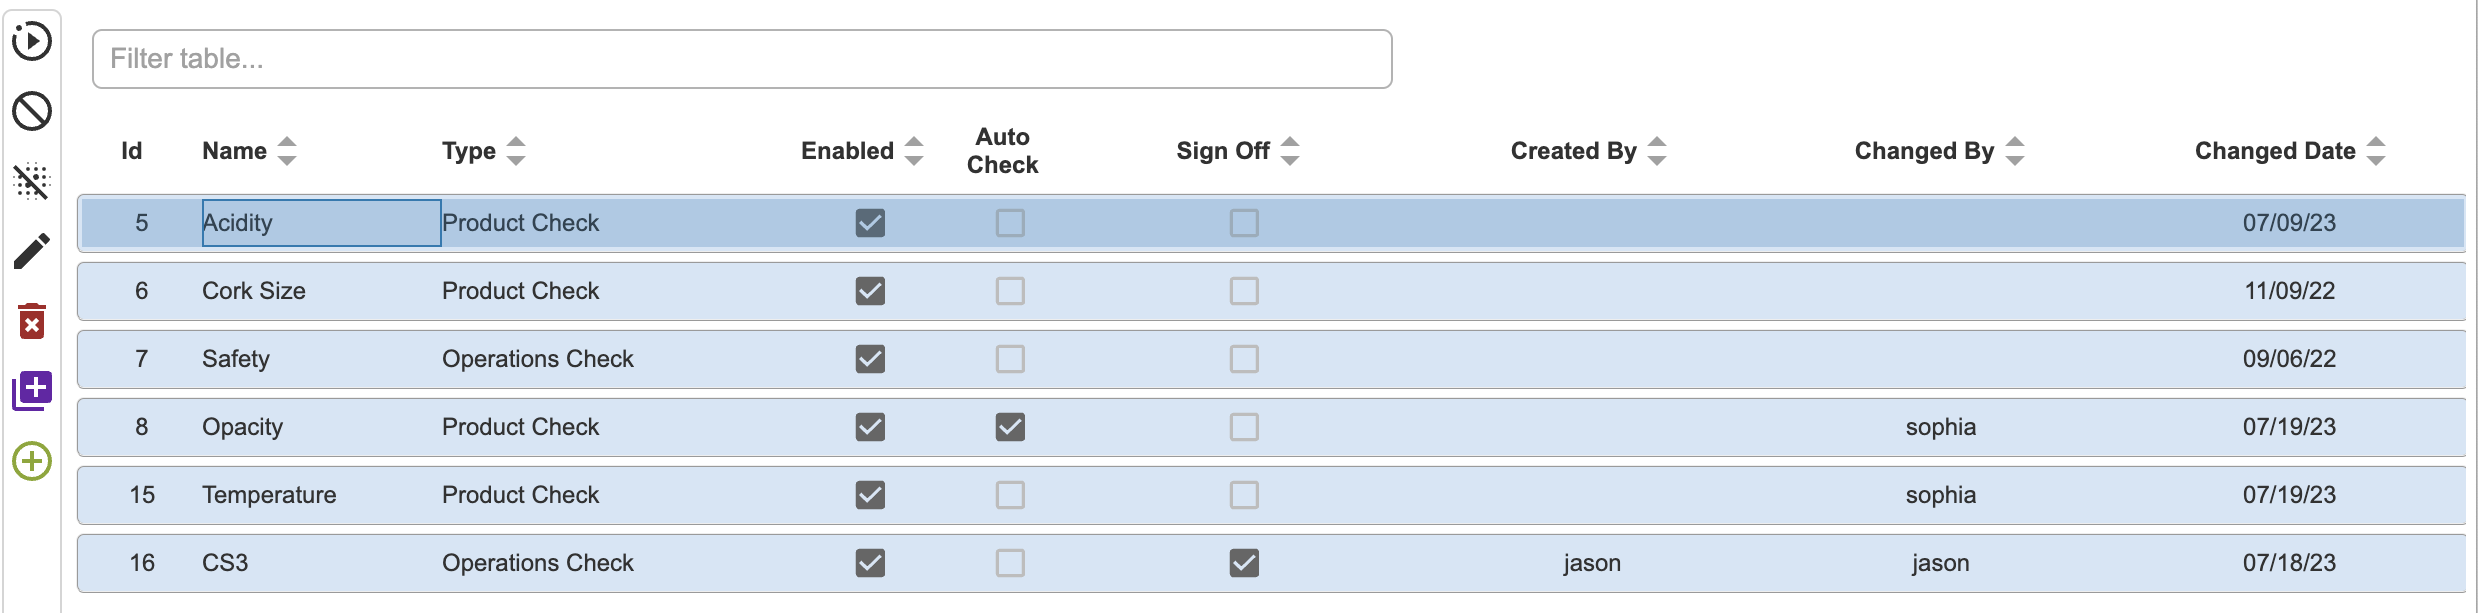 Filter table...
Id Name Type Enabled Auto Check Sign Off Created By Changed By Changed Date
5 Acidity Product Check 07/09/23
6 Cork Size Product Check 11/09/22
7 Safety Operations Check 09/06/22
8 Opacity Product Check sophia 07/19/23
15 Temperature Product Check sophia 07/19/23
16 CS3 Operations Check jason jason 07/18/23